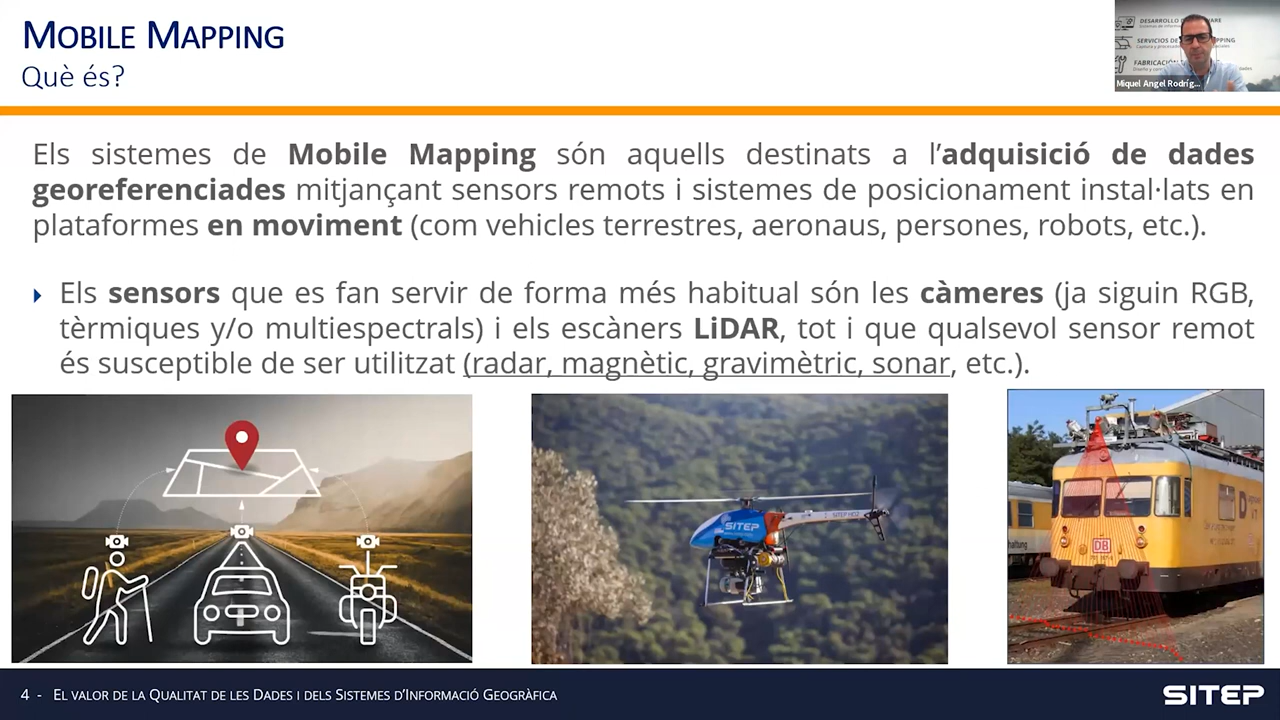 MOBILE MAPPING
Què és?
DESARROLLO
SERVICIOS DE
FABRICACIÓN
Miquel Angel Rodríg...
Els sistemes de Mobile Mapping són aquells destinats a l'adquisició de dades
georeferenciades mitjançant sensors remots i sistemes de posicionament instal·lats en
plataformes en moviment (com vehicles terrestres, aeronaus, persones, robots, etc.).
Els sensors que es fan servir de forma més habitual són les càmeres (ja siguin RGB,
tèrmiques y/o multiespectrals) i els escàners LiDAR, tot i que qualsevol sensor remot
és susceptible de ser utilitzat (radar, magnètic, gravimètric, sonar, etc.).
SITEP
SITEP
DB
4 - EL VALOR DE LA QUALITAT DE LES DADES I DELS SISTEMES D'INFORMACIÓ GEOGRÀFICA
SITEP